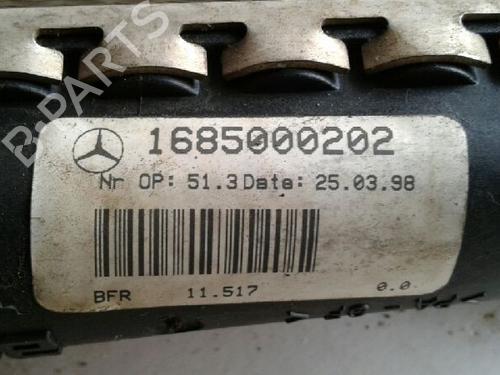 B-PARTS
1685000202
Nr OP: 51.3 Date: 25.03.98
BFR 11.517 0.0